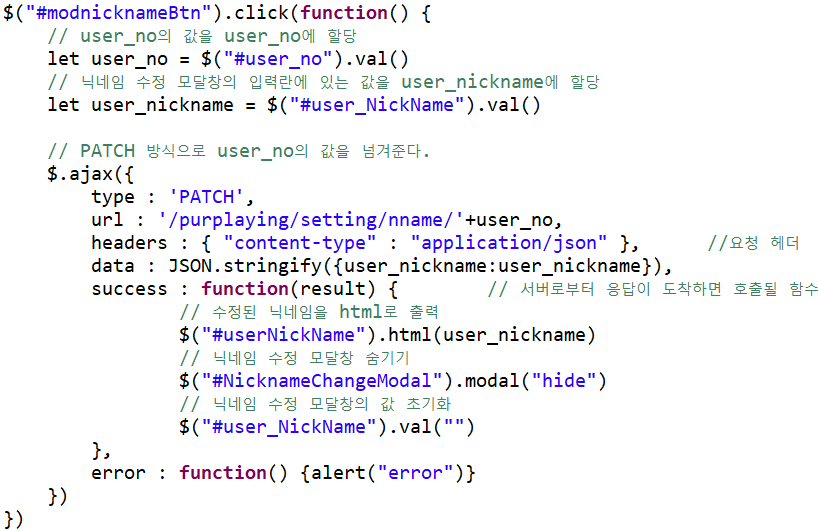 $("#modnicknameBtn").click(function() {
    // user_no의 값을 user_no에 할당
    let user_no = $("#user_no").val()
    // 닉네임 수정 모달창의 입력란에 있는 값을 user_nickname에 할당
    let user_nickname = $("#user_NickName").val()

    // PATCH 방식으로 user_no의 값을 넘겨준다.
    $.ajax({
        type : 'PATCH',
        url : '/purplaying/setting/nname/'+user_no,
        headers : { "content-type" : "application/json" },      //요청 헤더
        data : JSON.stringify({user_nickname:user_nickname}),
        success : function(result) {        // 서버로부터 응답이 도착하면 호출될 함수
                // 수정된 닉네임을 html로 출력
                $("#userNickName").html(user_nickname)
                // 닉네임 수정 모달창 숨기기
                $("#NicknameChangeModal").modal("hide")
                // 닉네임 수정 모달창의 값 초기화
                $("#user_NickName").val("")
        },
        error : function() {alert("error")}
    })
})